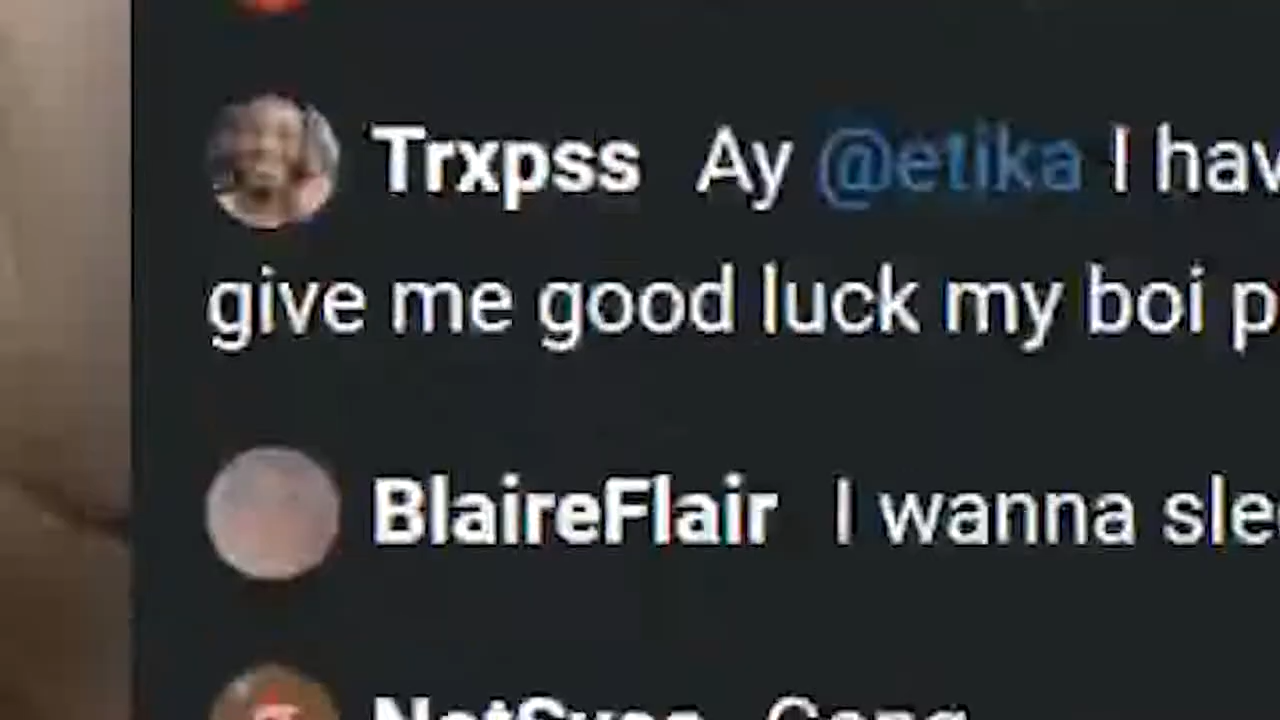 Trxpss Ay @etika I hav
give me good luck my boi p
BlaireFlair I wanna sle